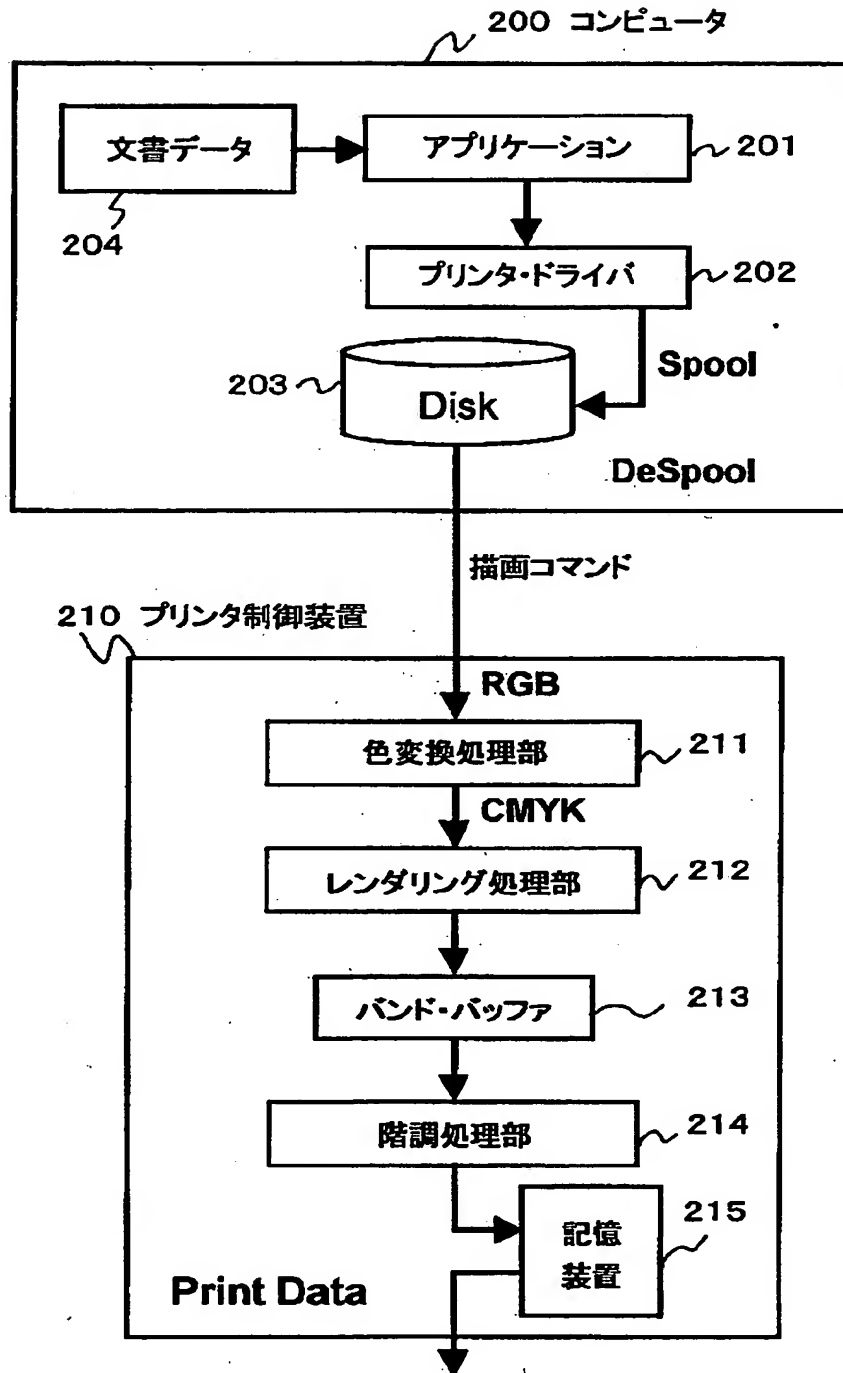 200 コンピュータ
文書データ
アプリケーション
201
204
プリンタ・ドライバ
202
203
Disk
Spool
DeSpool
描画コマンド
210 プリンタ制御装置
RGB
色変換処理部
211
CMYK
レンダリング処理部
212
バンド・バッファ
213
階調処理部
214
215
記憶
装置
Print Data